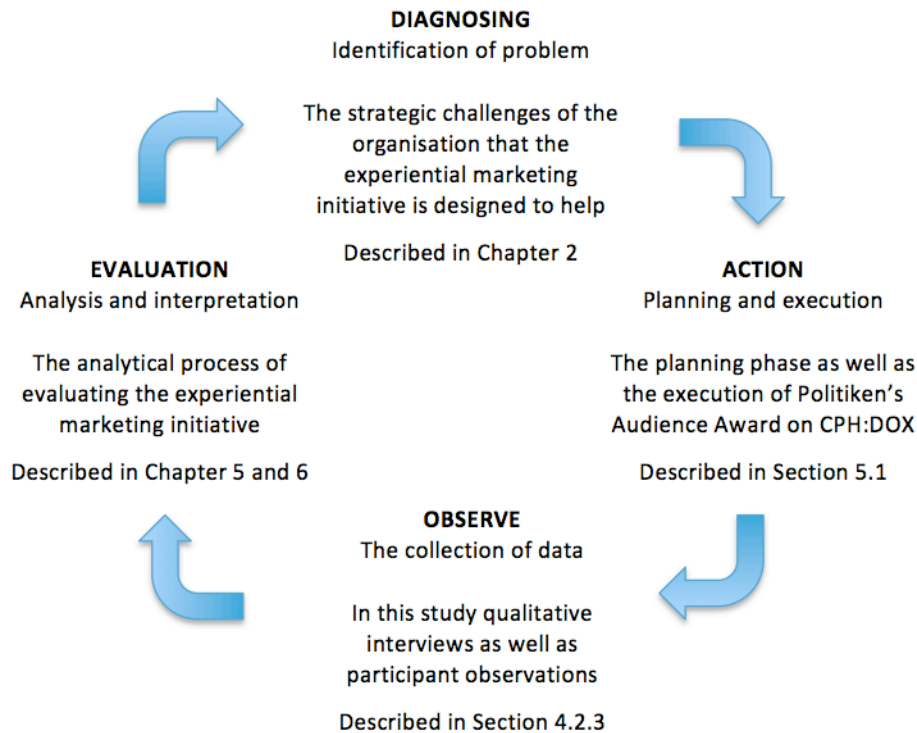 DIAGNOSING
Identification of problem
The strategic challenges of the
organisation that the
experiential marketing
initiative is designed to help
Described in Chapter 2
ACTION
Planning and execution
The planning phase as well as
the execution of Politiken's
Audience Award on CPH:DOX
Described in Section 5.1
OBSERVE
The collection of data
In this study qualitative
interviews as well as
participant observations
Described in Section 4.2.3
EVALUATION
Analysis and interpretation
The analytical process of
evaluating the experiential
marketing initiative
Described in Chapter 5 and 6